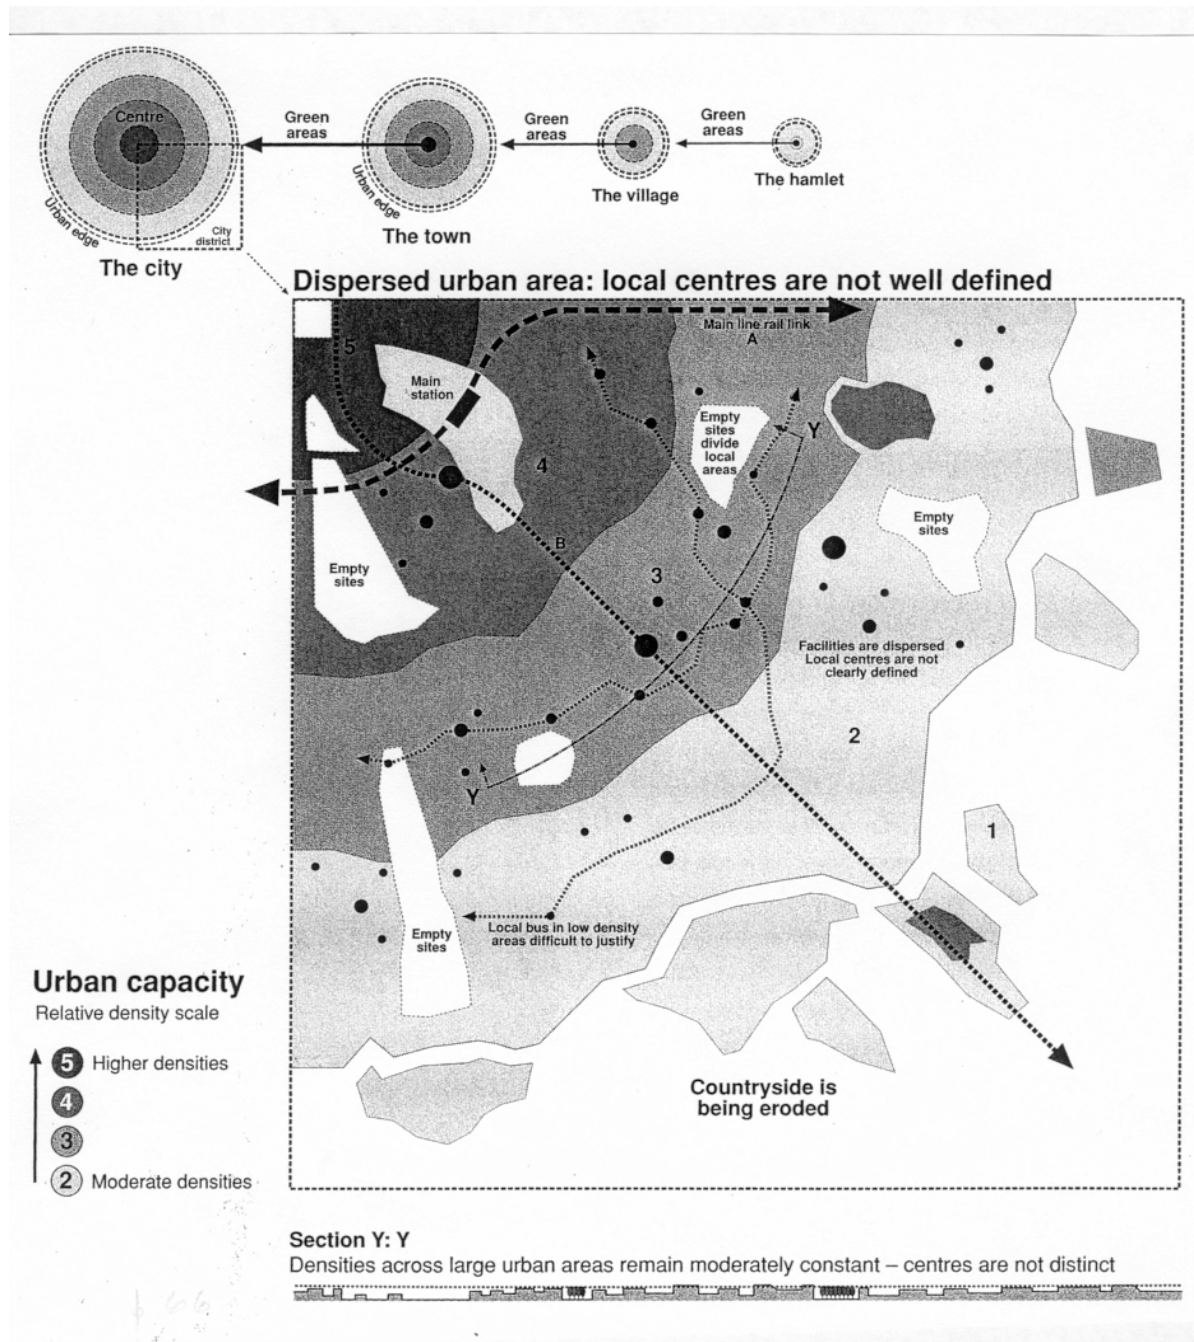 Centre
Green
areas
Green
areas
Green
areas
Urban edge
City
district
The city
Urban edge
The town
The village
The hamlet
Dispersed urban area: local centres are not well defined
Main line rail link
A
5
Main
station
Empty
sites
divide
local
areas
Y
4
Empty
sites
B
Empty
sites
3
Facilities are dispersed
Local centres are not
clearly defined
2
Y
1
Local bus in low density
areas difficult to justify
Empty
sites
Countryside is
being eroded
Urban capacity
Relative density scale
5 Higher densities
4
3
2 Moderate densities
Section Y: Y
Densities across large urban areas remain moderately constant – centres are not distinct